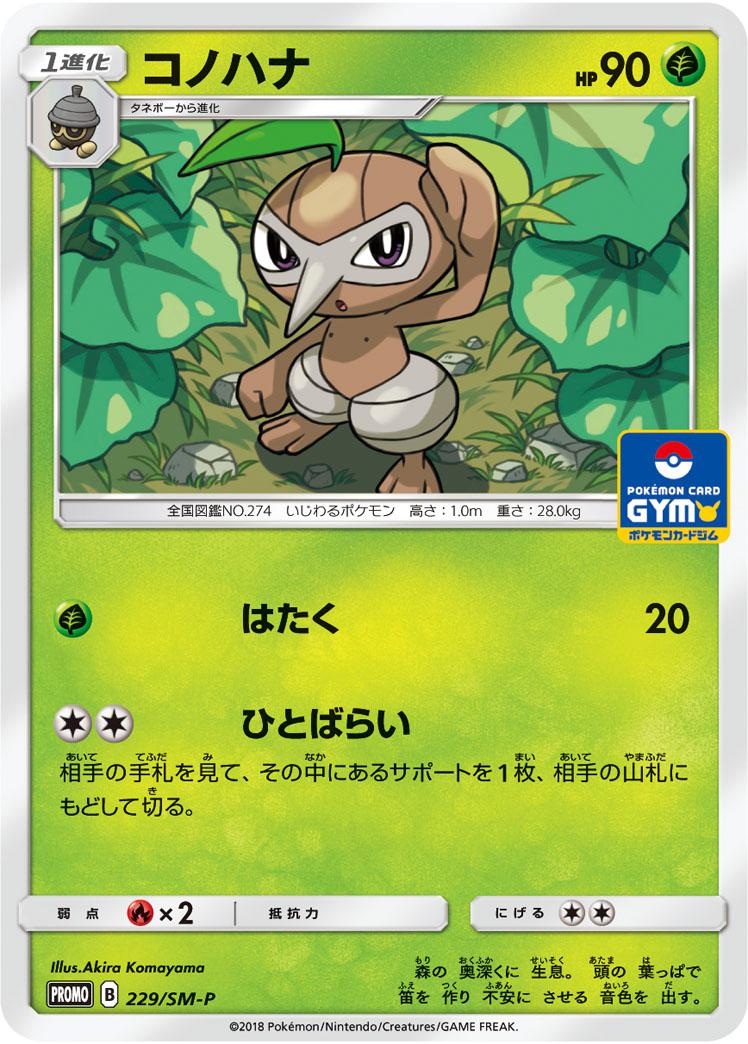 1進化
コノハナ
HP90
タネボーから進化
全国図鑑NO.274 いじわるポケモン 高さ:1.0m 重さ:28.0kg
POKÉMON CARD
GYM
ポケモンカードジム
はたく 20
ひとばらい
相手の手札を見て、その中にあるサポートを1枚、相手の山札に
もどして切る。
弱点 ×2 抵抗力 にげる
Illus.Akira Komayama
PROMO B 229/SM-P
森の 奥深くに 生息。頭の 葉っぱで
笛を 作り 不安に させる 音色を 出す。
©2018 Pokémon/Nintendo/Creatures/GAME FREAK.